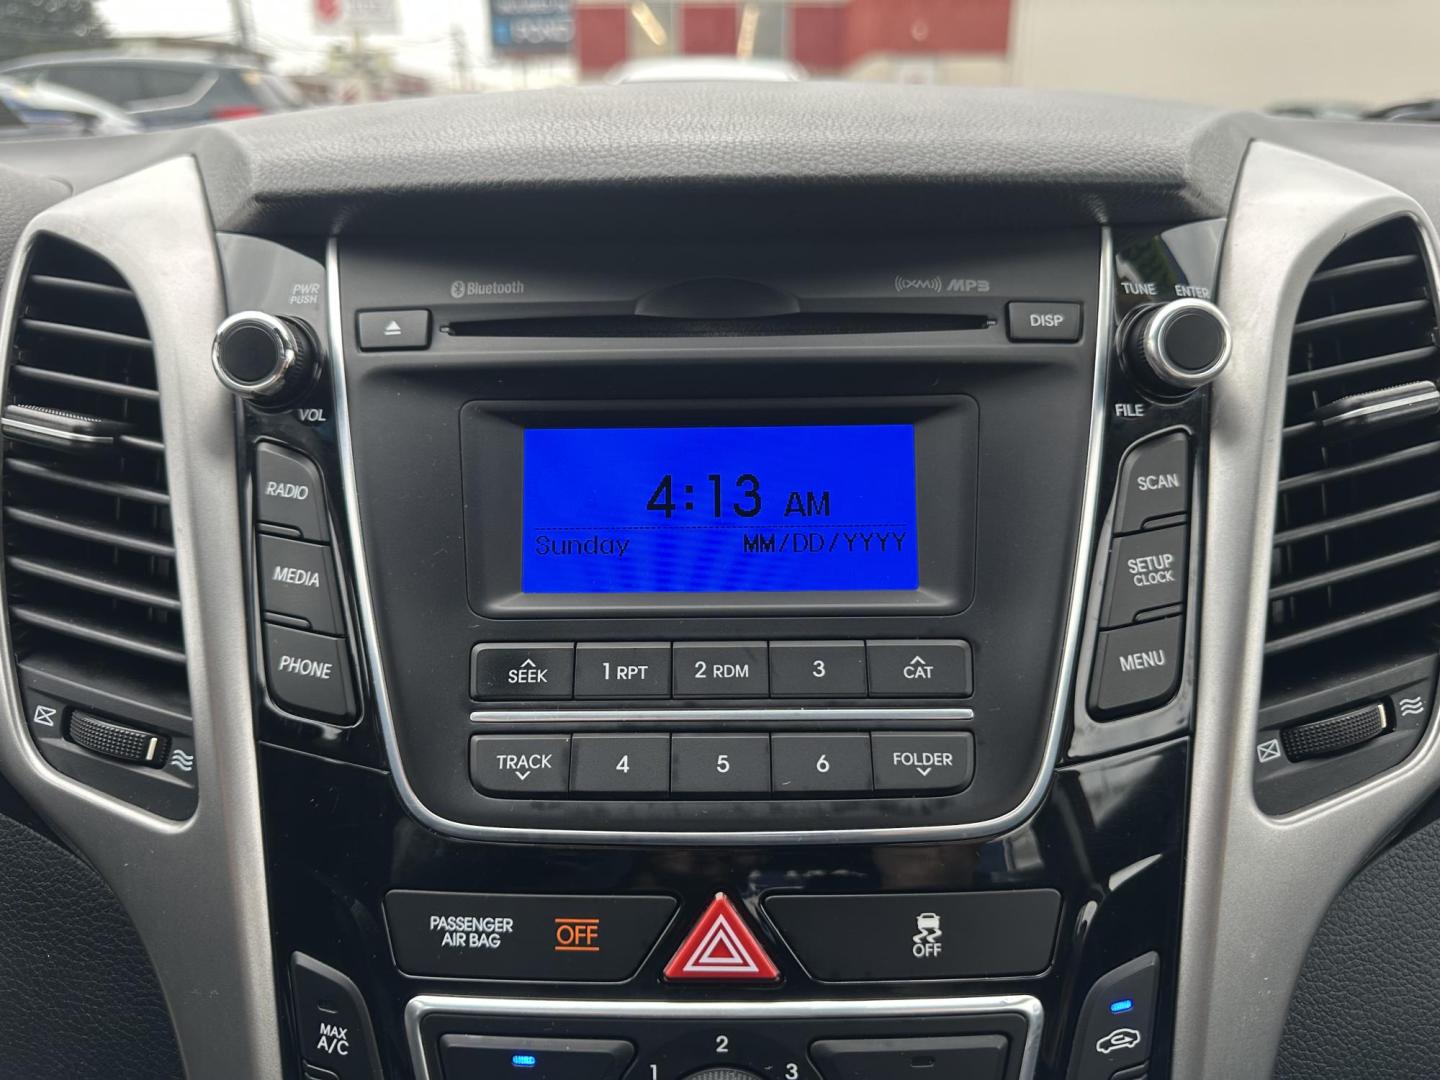 Bluetooth
((XM)) MP3
PWR
PUSH
VOL
DISP
TUNE
ENTER
FILE
4:13 AM
Sunday MM/DD/YYYY
RADIO
MEDIA
PHONE
SCAN
SETUP
CLOCK
MENU
SEEK
1 RPT
2 RDM
3
CAT
TRACK
4
5
6
FOLDER
PASSENGER
AIR BAG
OFF
OFF
MAX
A/C
1
2
3